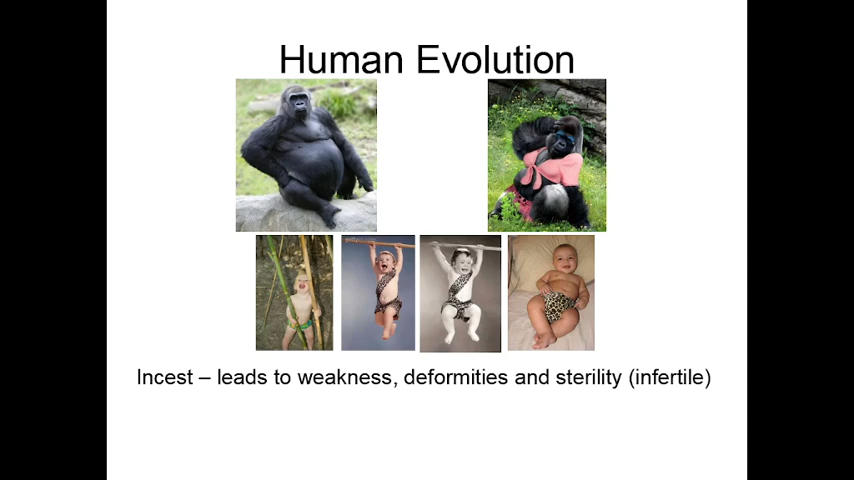 Human Evolution
Incest – leads to weakness, deformities and sterility (infertile)